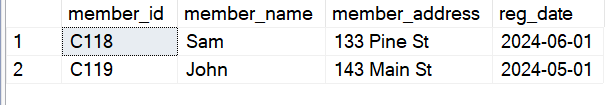 member_id member_name member_address reg_date
1 C118 Sam 133 Pine St 2024-06-01
2 C119 John 143 Main St 2024-05-01